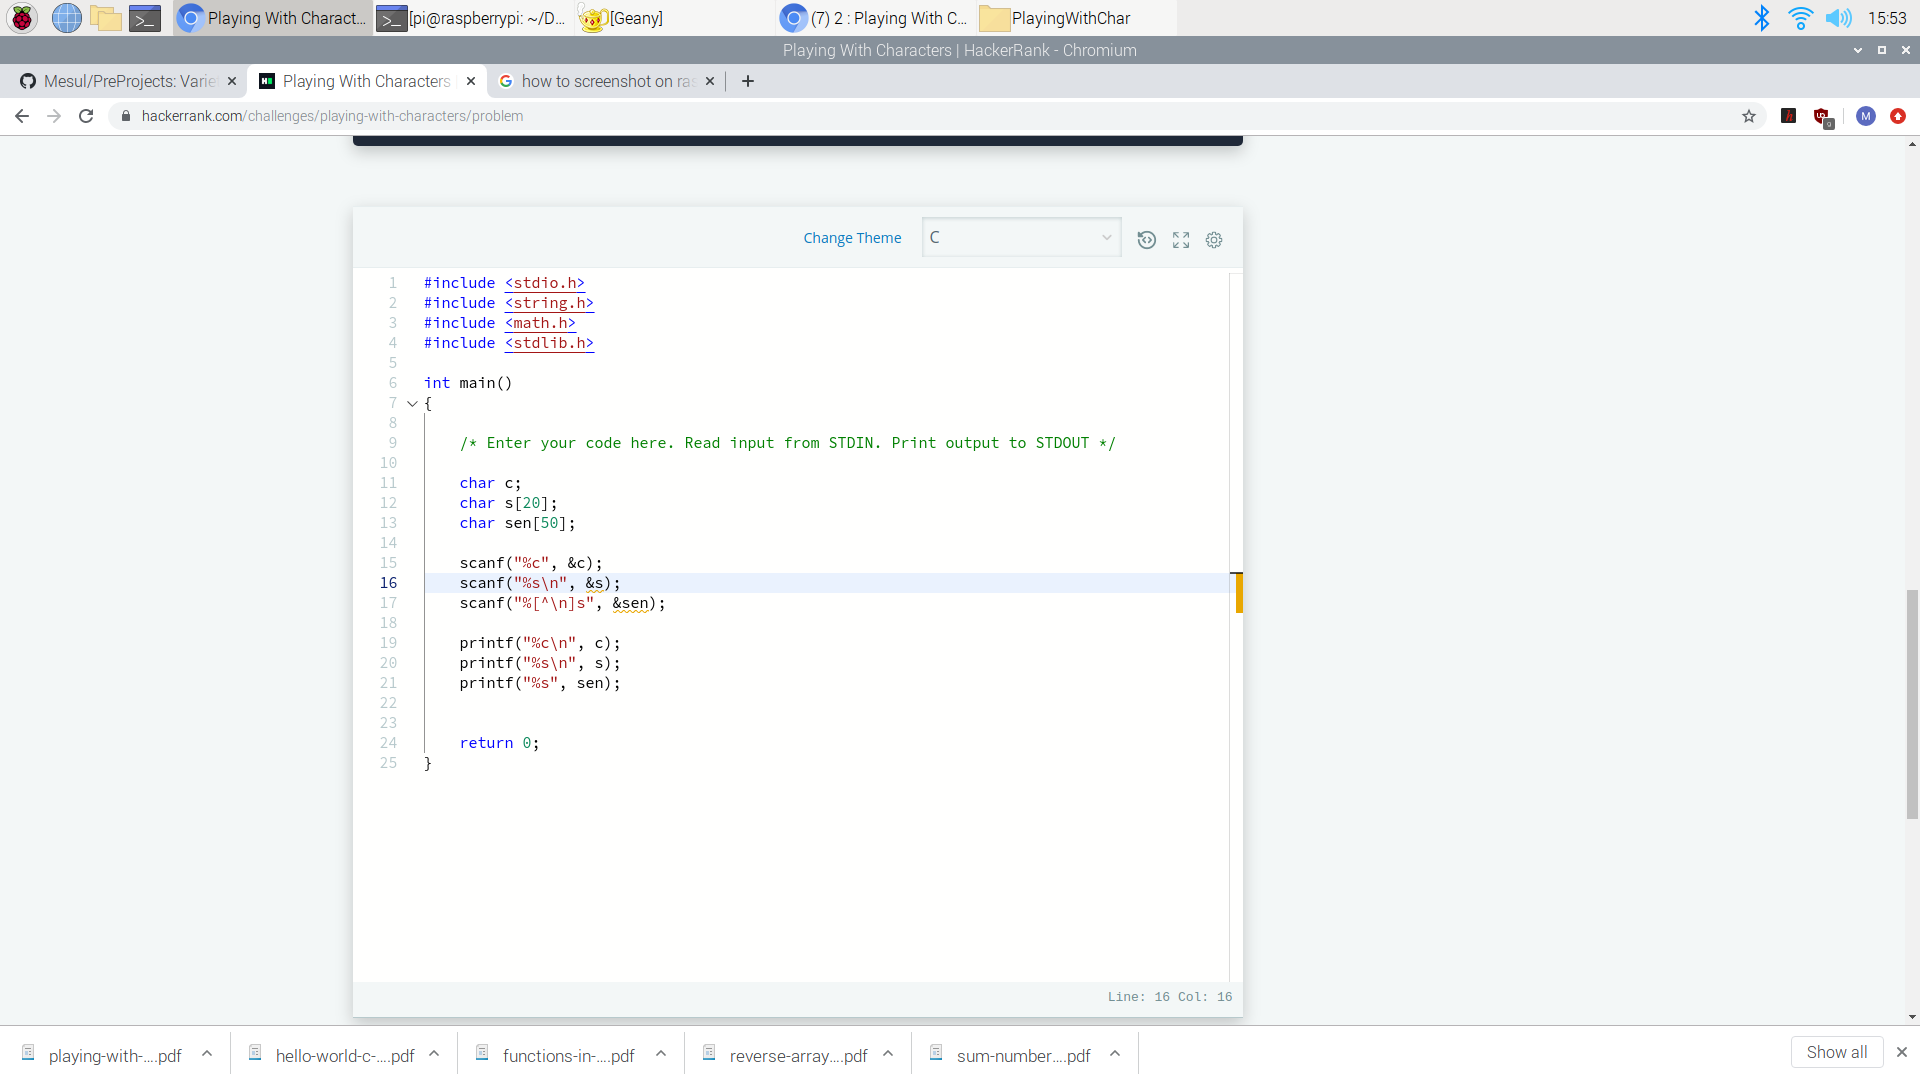 Playing With Charact... [pi@raspberrypi: ~/D... [Geany] (7) 2 : Playing With C... PlayingWithChar 15:53
Playing With Characters | HackerRank - Chromium
Mesul/PreProjects: Varie Playing With Characters how to screenshot on ras
hackerrank.com/challenges/playing-with-characters/problem M
Change Theme C
1 #include <stdio.h>
2 #include <string.h>
3 #include <math.h>
4 #include <stdlib.h>
5
6 int main()
7 {
8
9 /* Enter your code here. Read input from STDIN. Print output to STDOUT */
10
11 char c;
12 char s[20];
13 char sen[50];
14
15 scanf("%c", &c);
16 scanf("%s\n", &s);
17 scanf("%[^\n]s", &sen);
18
19 printf("%c\n", c);
20 printf("%s\n", s);
21 printf("%s", sen);
22
23
24 return 0;
25 }
Line: 16 Col: 16
playing-with-....pdf hello-world-c-....pdf functions-in-....pdf reverse-array....pdf sum-number....pdf Show all